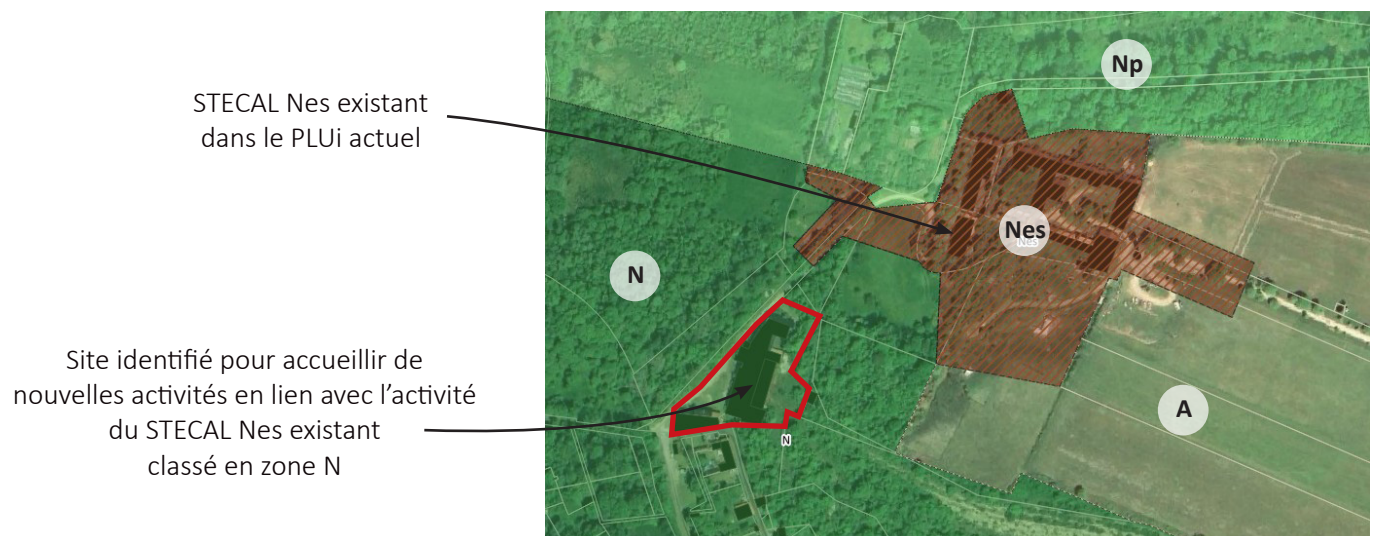 STECAL Nes existant
dans le PLUi actuel
Np
Nes
Nes
N
Site identifié pour accueillir de
nouvelles activités en lien avec l’activité
du STECAL Nes existant
classé en zone N
A
N